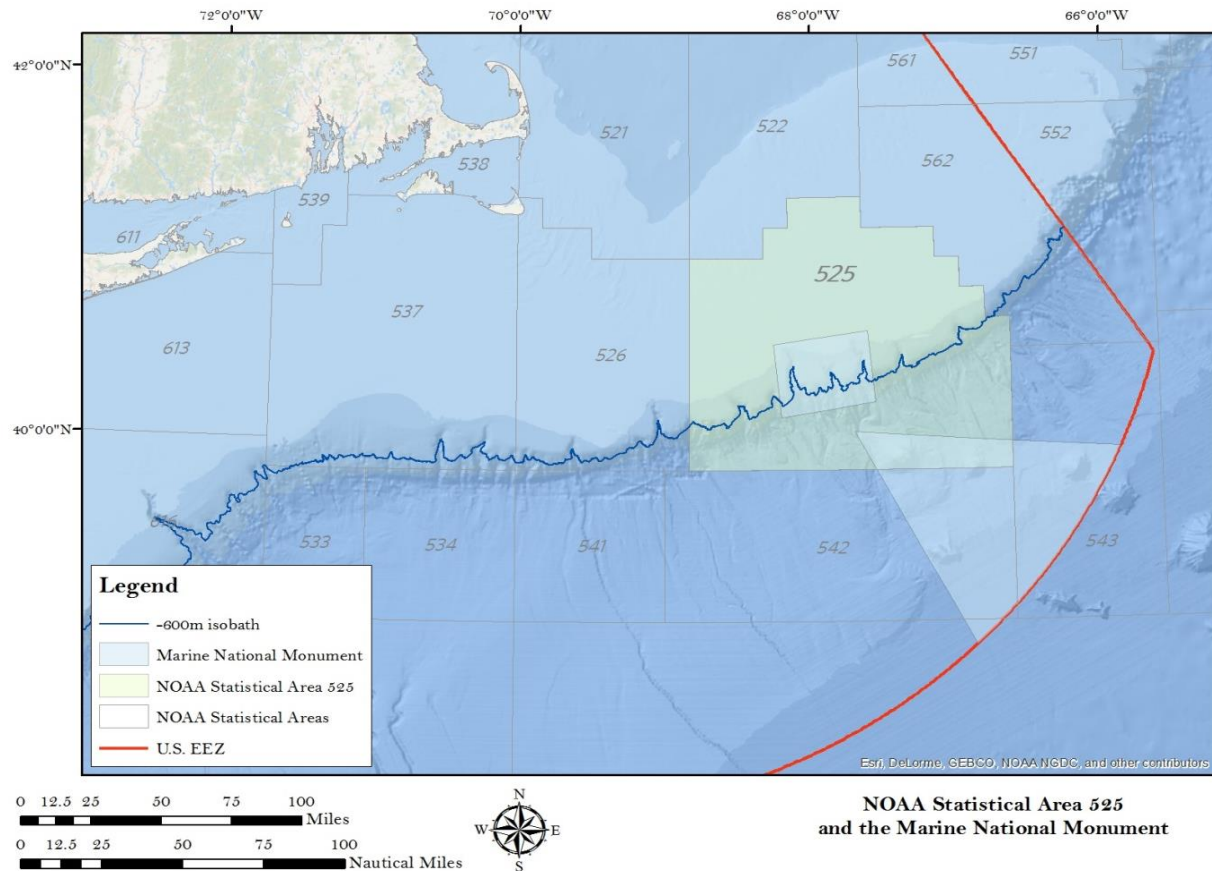 72°0'0"W 70°0'0"W 68°0'0"W 66°0'0"W
42°0'0"N
561 551
521 522 552
538 562
539
611
525
537
613 526
40°0'0"N
533 534 541 542 543
Legend
-600m isobath
Marine National Monument
NOAA Statistical Area 525
NOAA Statistical Areas
U.S. EEZ
Esri, DeLorme, GEBCO, NOAA NGDC, and other contributors
0 12.5 25 50 75 100
Miles
0 12.5 25 50 75 100
Nautical Miles
N
W E
S
NOAA Statistical Area 525
and the Marine National Monument